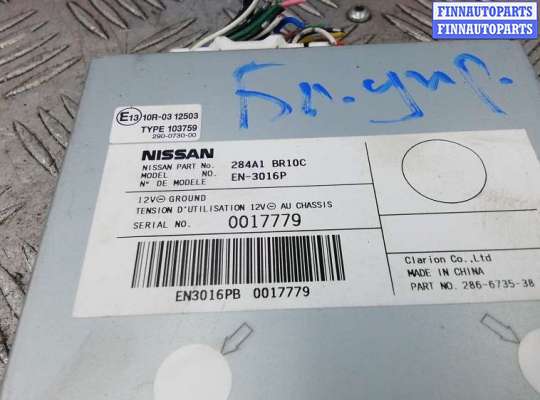 FINNAUTOPARTS
FINNAUTOPARTS
Бл. упр.
E13 10R-03 12503
TYPE 103759
290-0730-00
NISSAN
NISSAN PART No. 284A1 BR10C
MODEL NO. EN-3016P
N° DE MODELE
12V⊖ GROUND
TENSION D'UTILISATION 12V⊖ AU CHASSIS
SERIAL NO. 0017779
EN3016PB 0017779
Clarion Co.,Ltd
MADE IN CHINA
PART NO. 286-6735-38